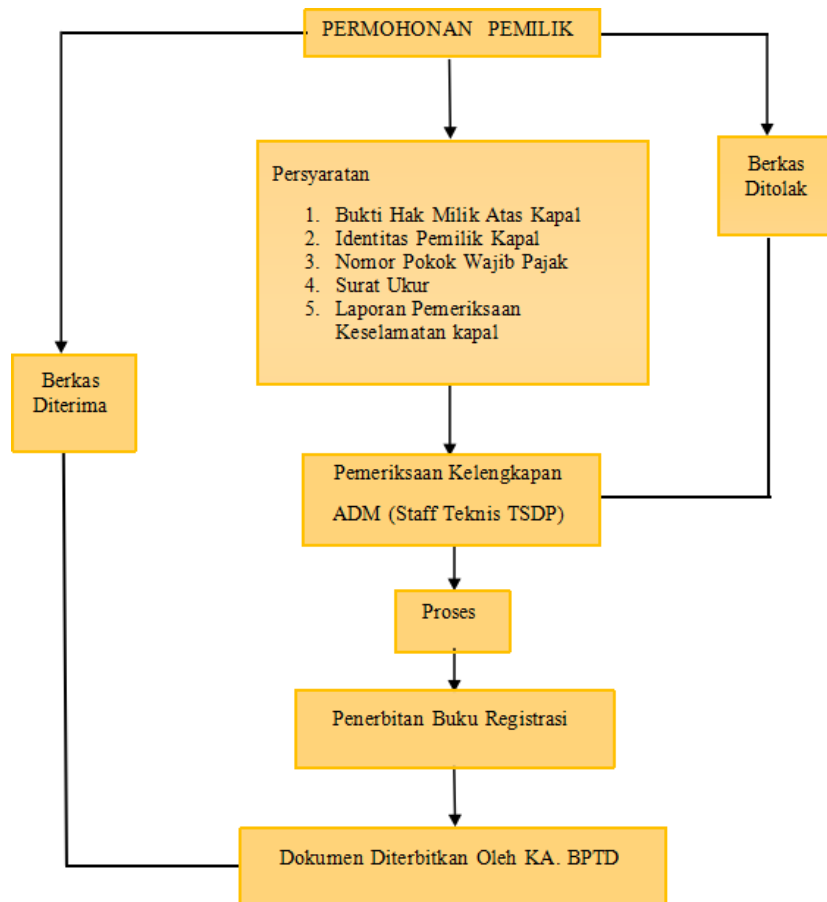 PERMOHONAN PEMILIK
Persyaratan
1. Bukti Hak Milik Atas Kapal
2. Identitas Pemilik Kapal
3. Nomor Pokok Wajib Pajak
4. Surat Ukur
5. Laporan Pemeriksaan
Keselamatan kapal
Berkas
Ditolak
Berkas
Diterima
Pemeriksaan Kelengkapan
ADM (Staff Teknis TSDP)
Proses
Penerbitan Buku Registrasi
Dokumen Diterbitkan Oleh KA. BPTD